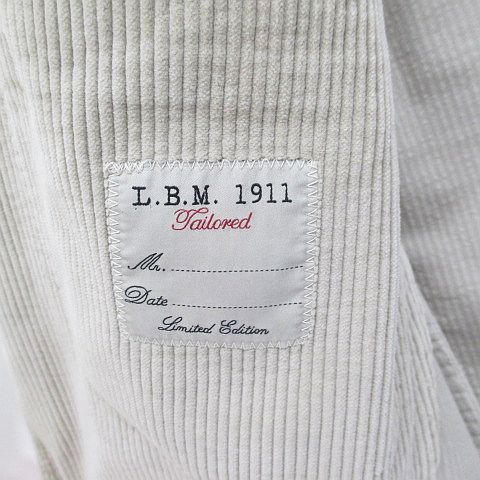 L.B.M. 1911
Tailored
Mr.
Date
Limited Edition